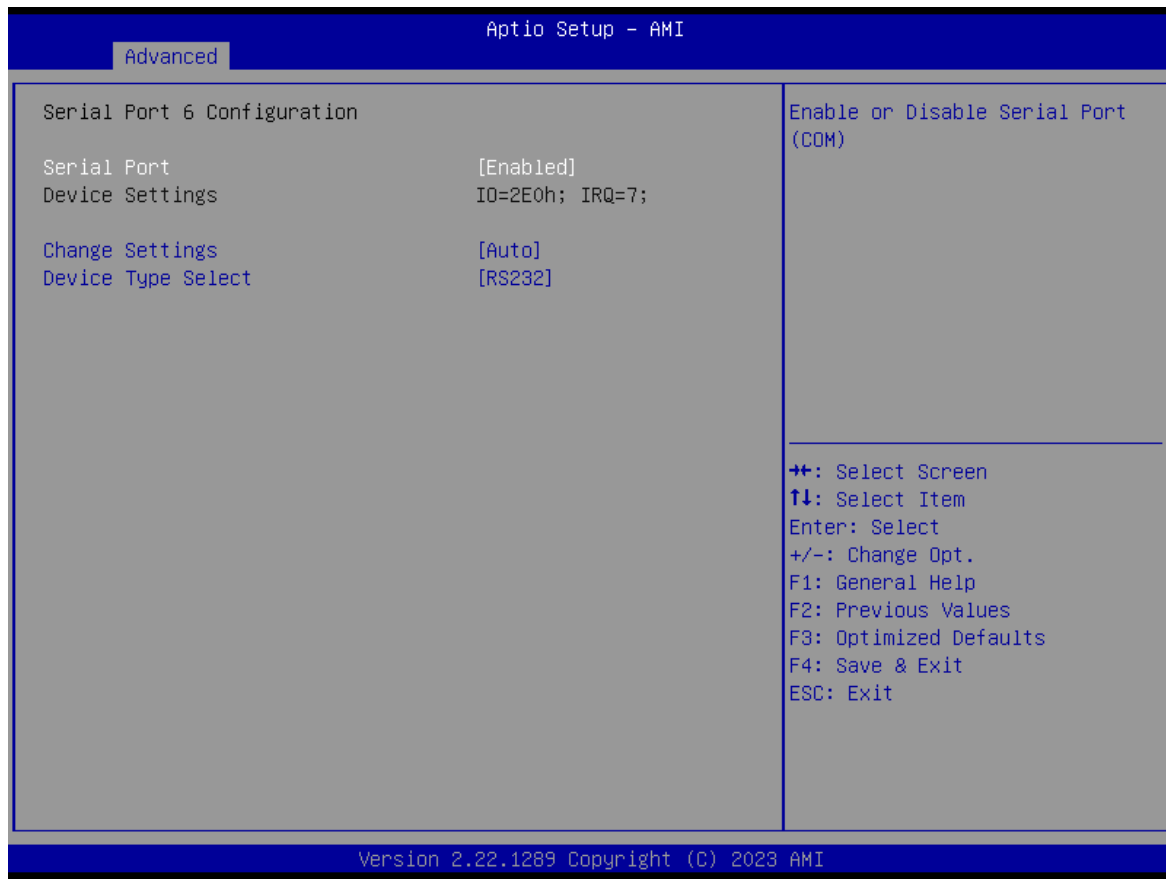 Aptio Setup – AMI
Advanced
Serial Port 6 Configuration
Serial Port [Enabled]
Device Settings IO=2E0h; IRQ=7;
Change Settings [Auto]
Device Type Select [RS232]
Enable or Disable Serial Port
(COM)
→←: Select Screen
↑↓: Select Item
Enter: Select
+/-: Change Opt.
F1: General Help
F2: Previous Values
F3: Optimized Defaults
F4: Save & Exit
ESC: Exit
Version 2.22.1289 Copyright (C) 2023 AMI